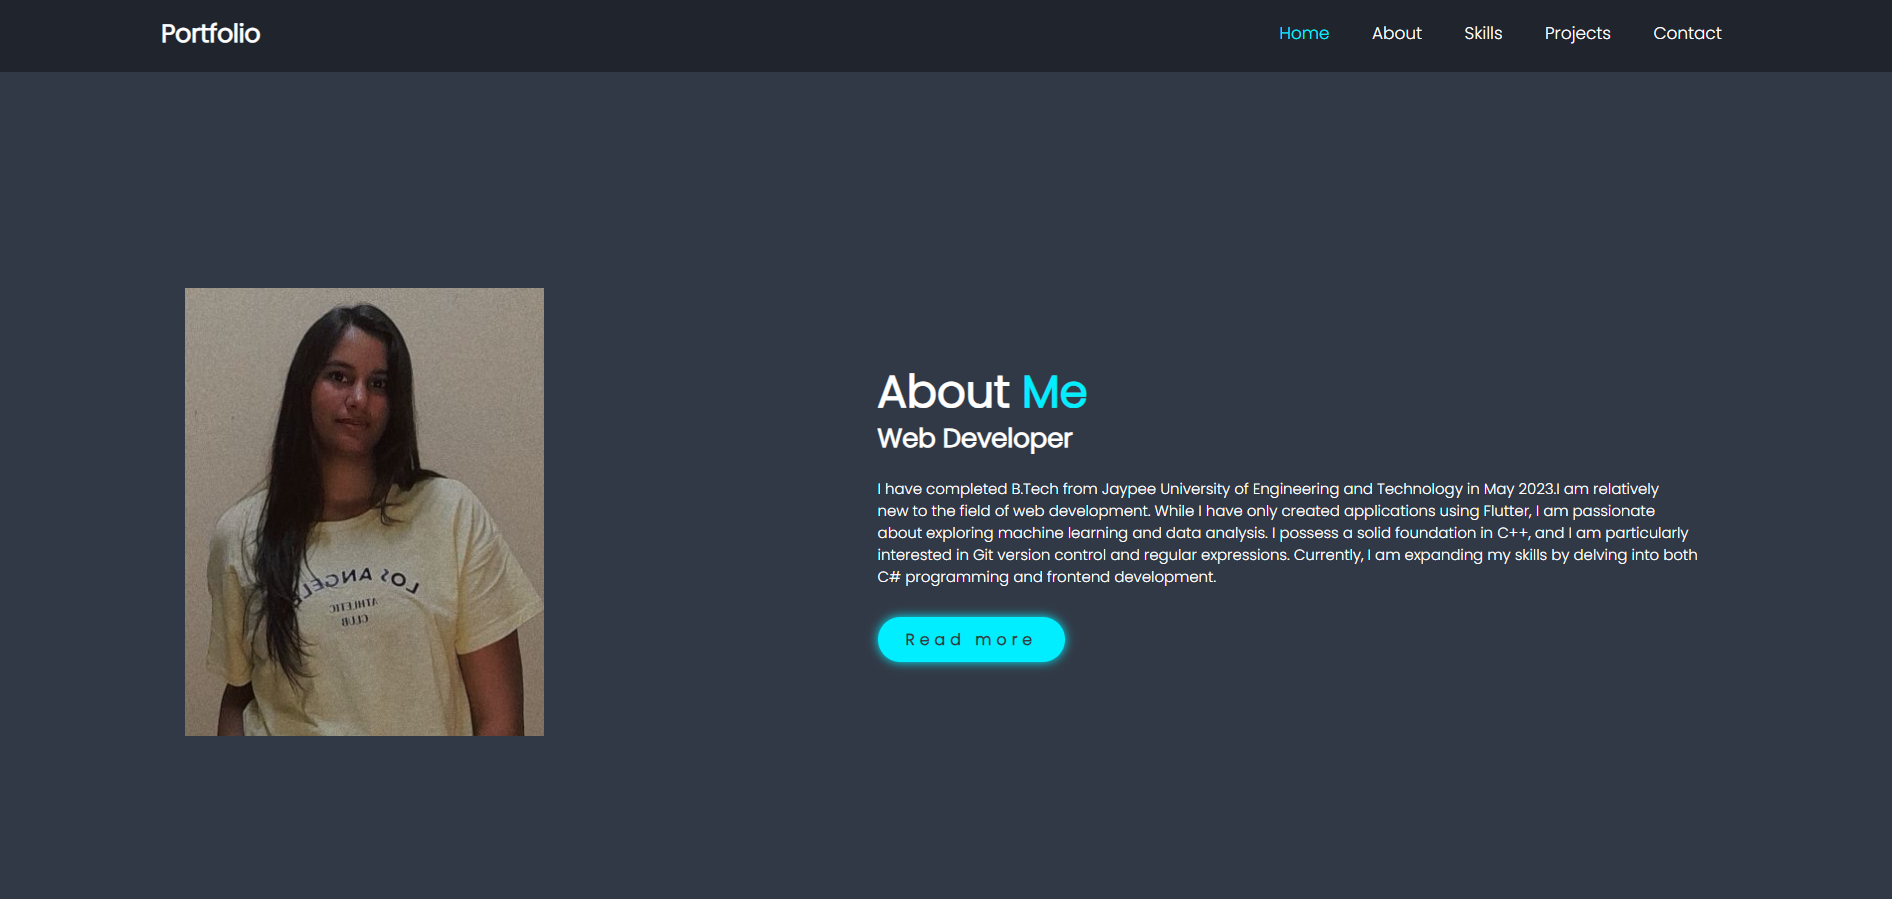 Portfolio
Home About Skills Projects Contact
LOS ANGELES
ATHLETIC
CLUB
About Me
Web Developer
I have completed B.Tech from Jaypee University of Engineering and Technology in May 2023.I am relatively
new to the field of web development. While I have only created applications using Flutter, I am passionate
about exploring machine learning and data analysis. I possess a solid foundation in C++, and I am particularly
interested in Git version control and regular expressions. Currently, I am expanding my skills by delving into both
C# programming and frontend development.
Read more